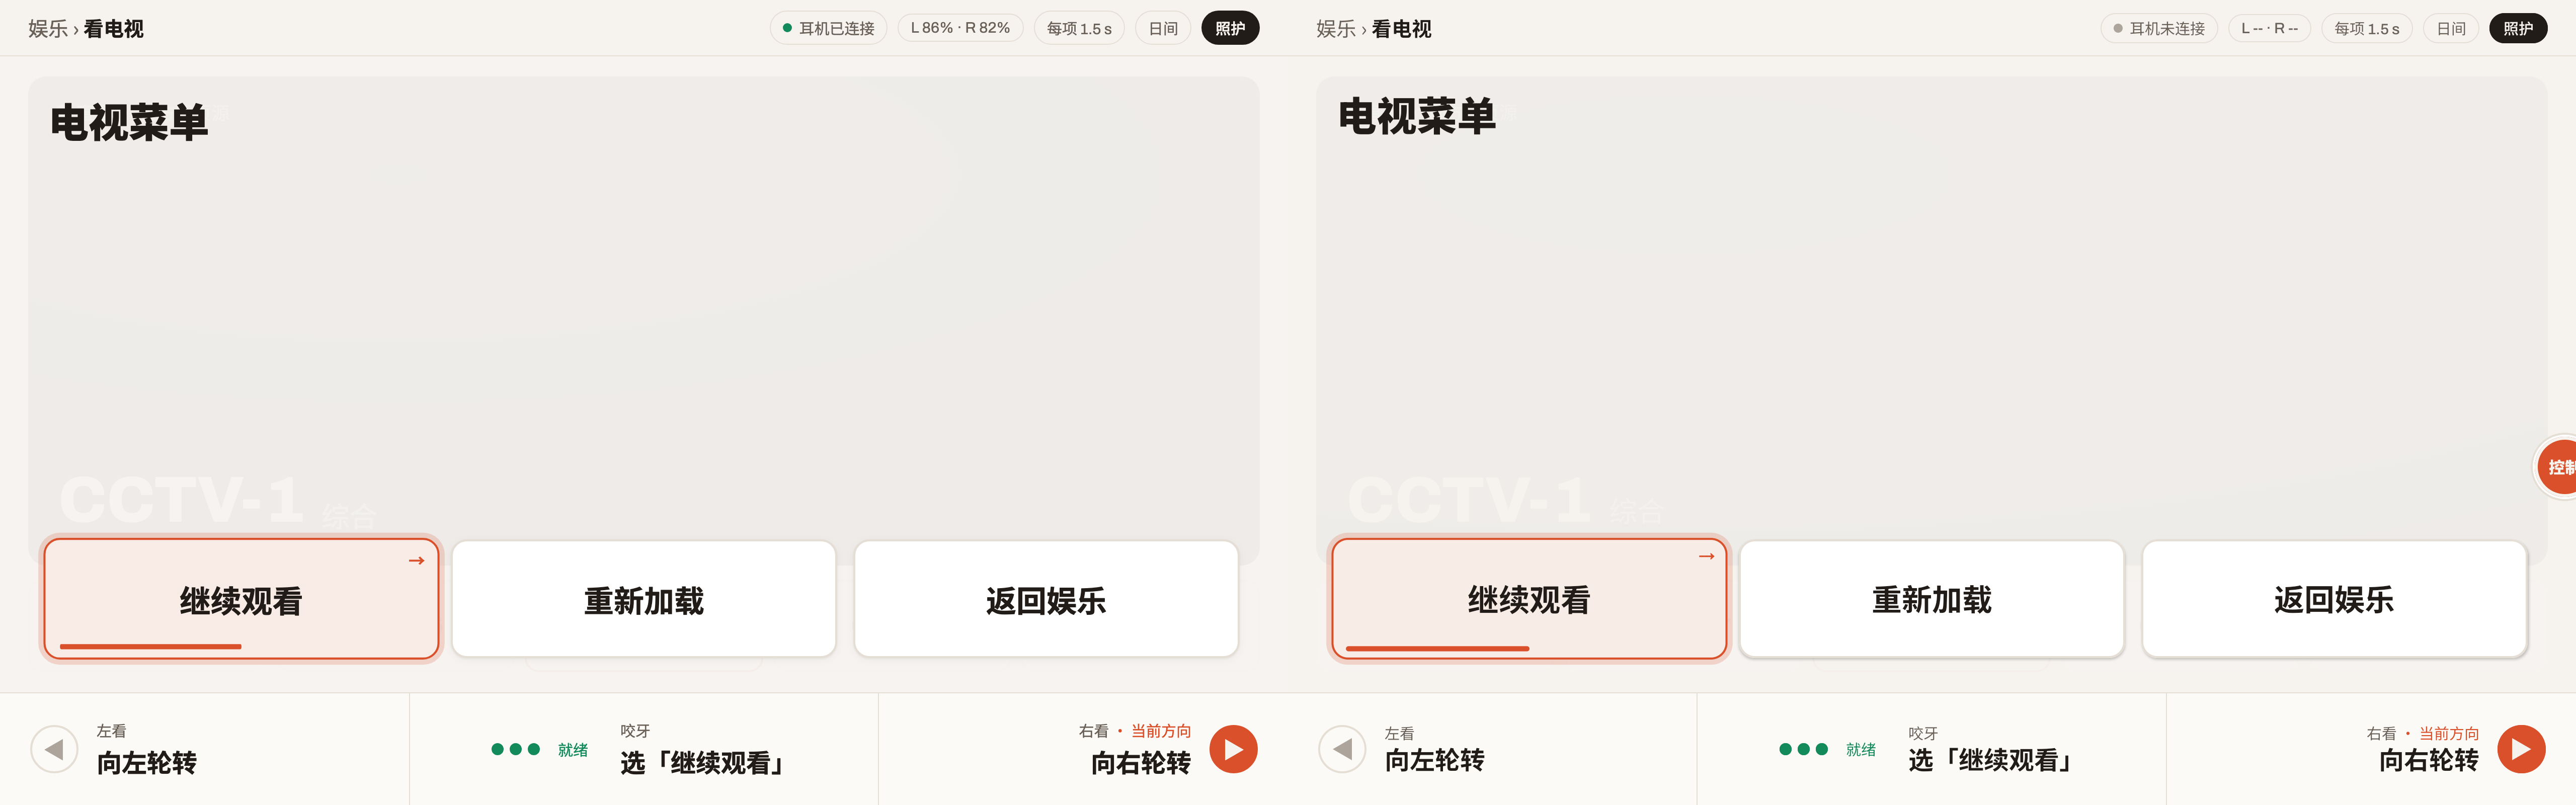 娱乐 › 看电视
耳机已连接
L 86% · R 82%
每项 1.5 s
日间
照护
电视菜单
CCTV-1 综合
→
继续观看
重新加载
返回娱乐
左看
向左轮转
就绪
咬牙
选「继续观看」
右看 · 当前方向
向右轮转
娱乐 › 看电视
耳机未连接
L -- · R --
每项 1.5 s
日间
照护
电视菜单
CCTV-1 综合
→
继续观看
重新加载
返回娱乐
控制
左看
向左轮转
就绪
咬牙
选「继续观看」
右看 · 当前方向
向右轮转